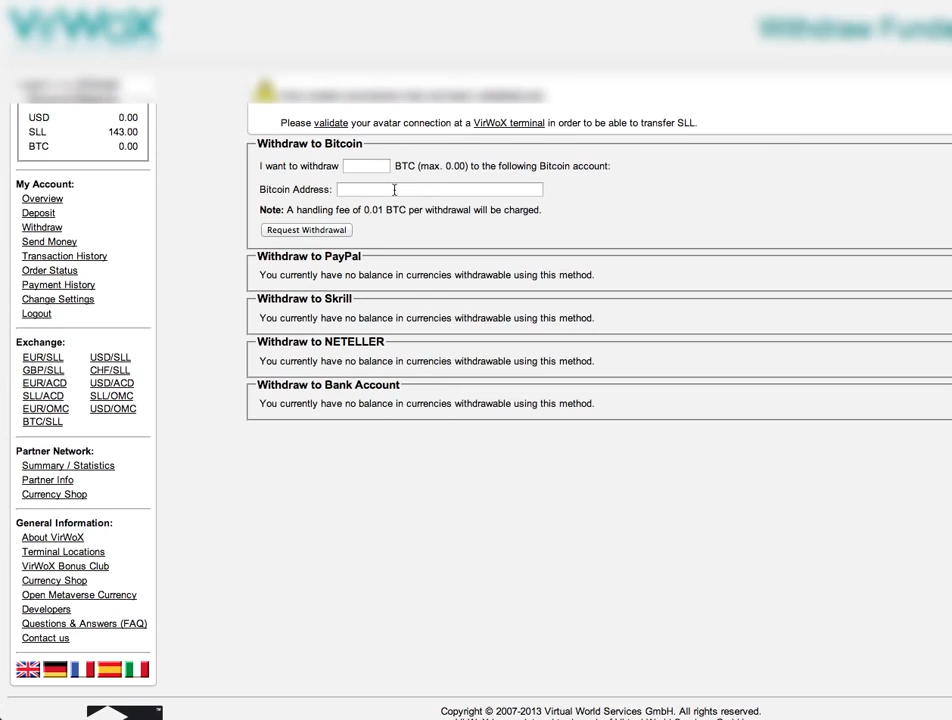 VirWoX
Withdraw Funds
USD 0.00
SLL 143.00
BTC 0.00
My Account:
Overview
Deposit
Withdraw
Send Money
Transaction History
Order Status
Payment History
Change Settings
Logout
Exchange:
EUR/SLL USD/SLL
GBP/SLL CHF/SLL
EUR/ACD USD/ACD
SLL/ACD SLL/OMC
EUR/OMC USD/OMC
BTC/SLL
Partner Network:
Summary / Statistics
Partner Info
Currency Shop
General Information:
About VirWoX
Terminal Locations
VirWoX Bonus Club
Currency Shop
Open Metaverse Currency
Developers
Questions & Answers (FAQ)
Contact us
Please validate your avatar connection at a VirWoX terminal in order to be able to transfer SLL.
Withdraw to Bitcoin
I want to withdraw BTC (max. 0.00) to the following Bitcoin account:
Bitcoin Address:
Note: A handling fee of 0.01 BTC per withdrawal will be charged.
Request Withdrawal
Withdraw to PayPal
You currently have no balance in currencies withdrawable using this method.
Withdraw to Skrill
You currently have no balance in currencies withdrawable using this method.
Withdraw to NETELLER
You currently have no balance in currencies withdrawable using this method.
Withdraw to Bank Account
You currently have no balance in currencies withdrawable using this method.
Copyright © 2007-2013 Virtual World Services GmbH. All rights reserved.